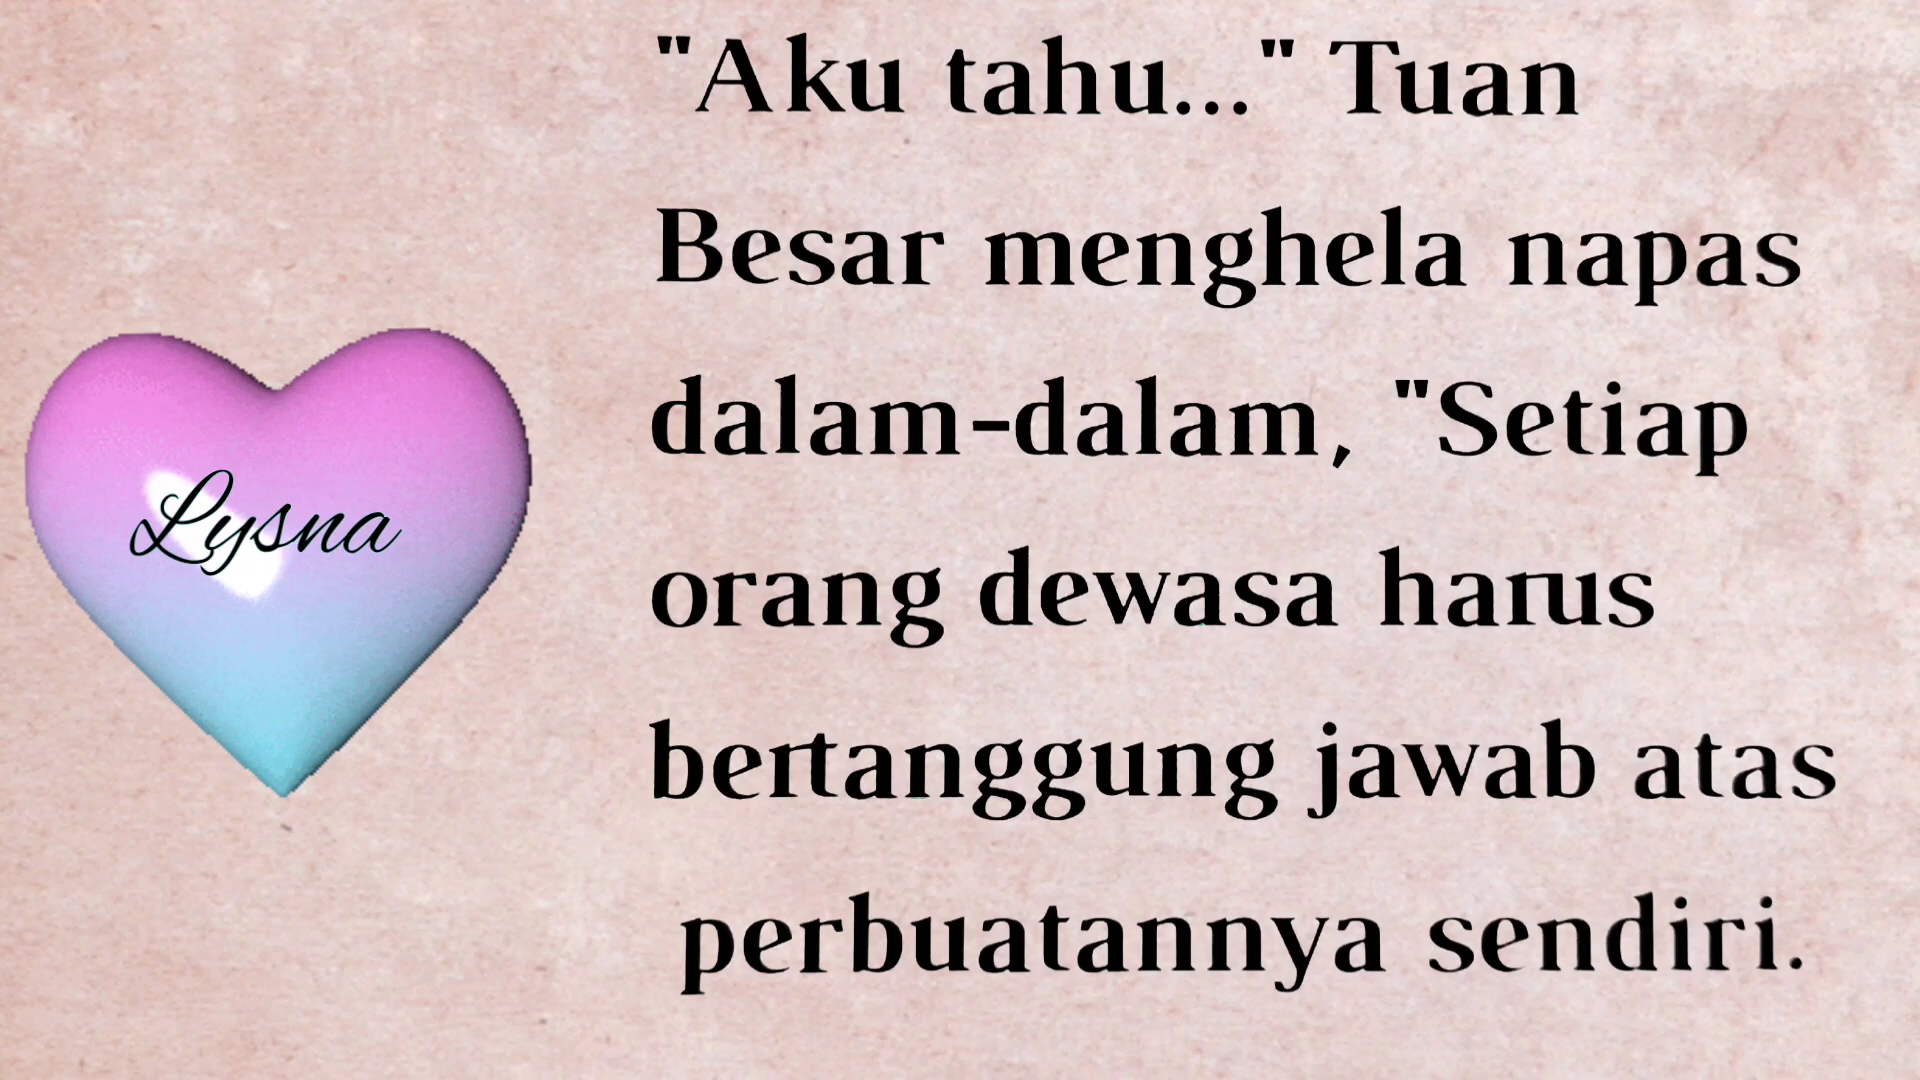 Lysna
"Aku tahu..." Tuan
Besar menghela napas
dalam-dalam, "Setiap
orang dewasa harus
bertanggung jawab atas
perbuatannya sendiri.